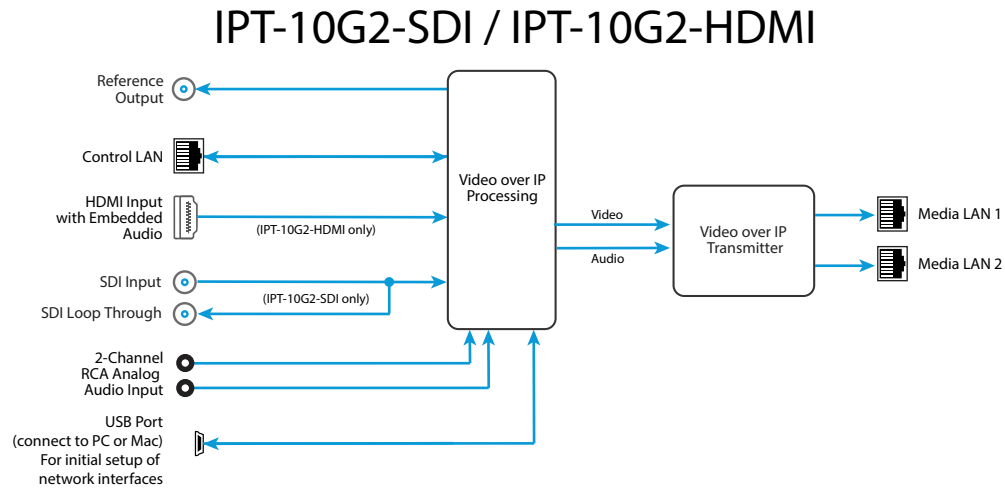 IPT-10G2-SDI / IPT-10G2-HDMI
Reference
Output
Control LAN
HDMI Input
with Embedded
Audio
(IPT-10G2-HDMI only)
SDI Input
(IPT-10G2-SDI only)
SDI Loop Through
2-Channel
RCA Analog
Audio Input
USB Port
(connect to PC or Mac)
For initial setup of
network interfaces
Video over IP
Processing
Video
Audio
Video over IP
Transmitter
Media LAN 1
Media LAN 2